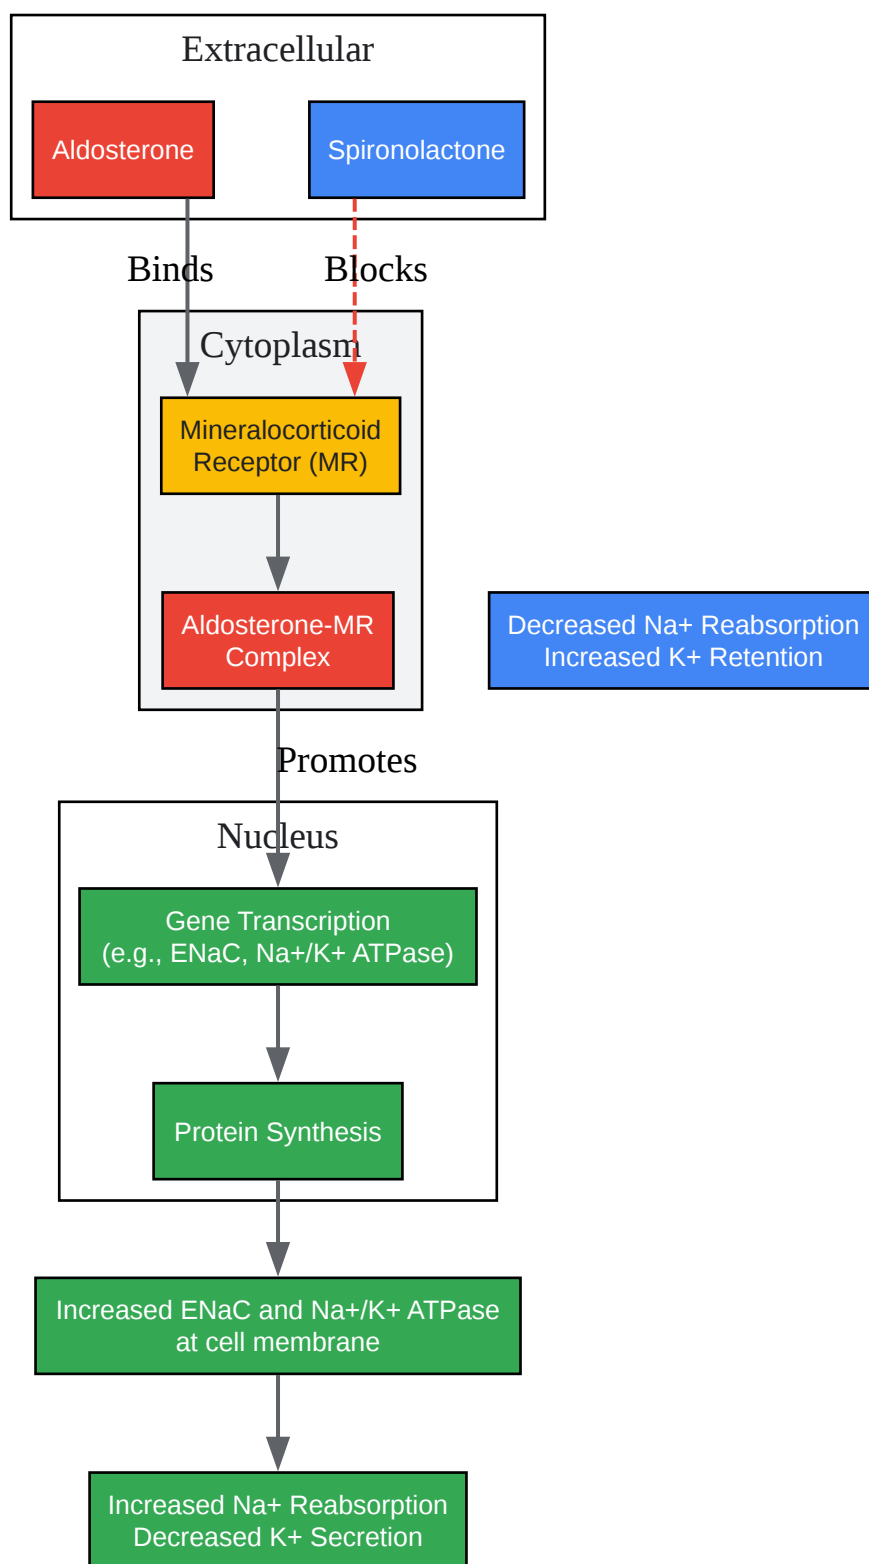 Extracellular
Aldosterone
Spironolactone
Binds
Blocks
Cytoplasm
Mineralocorticoid
Receptor (MR)
Aldosterone-MR
Complex
Decreased Na+ Reabsorption
Increased K+ Retention
Promotes
Nucleus
Gene Transcription
(e.g., ENaC, Na+/K+ ATPase)
Protein Synthesis
Increased ENaC and Na+/K+ ATPase
at cell membrane
Increased Na+ Reabsorption
Decreased K+ Secretion